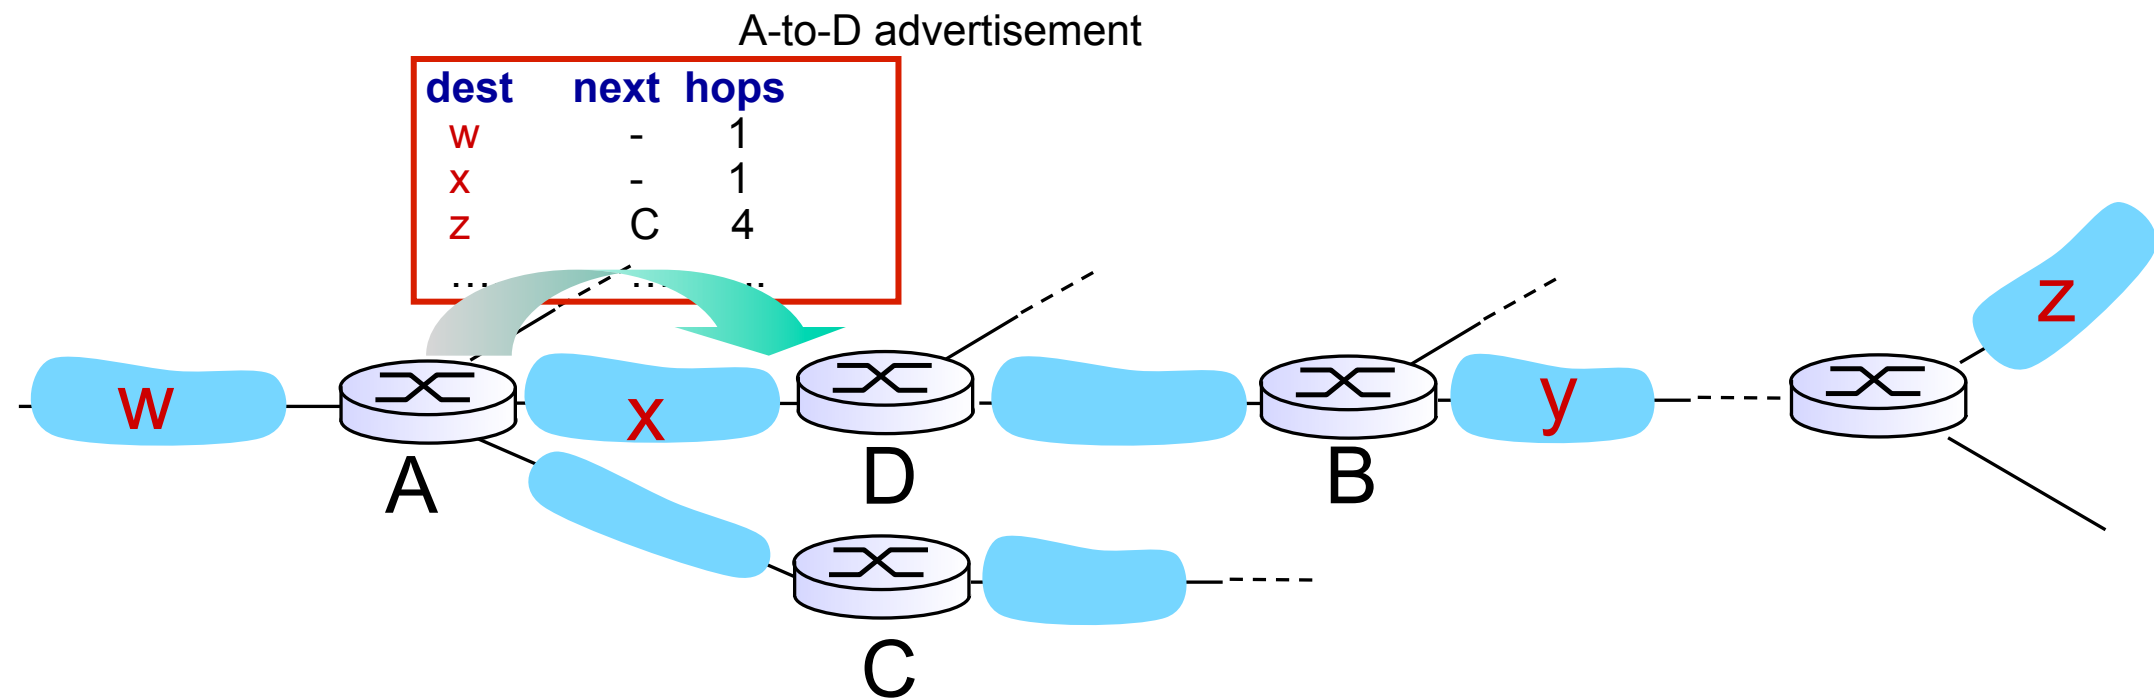 A-to-D advertisement
dest next hops
w - 1
x - 1
z C 4
…. …. ...
w
x
y
z
A
D
B
C